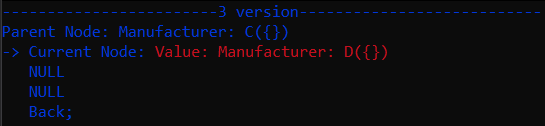 ------------------------3 version---------------------------
Parent Node: Manufacturer: C({})
-> Current Node: Value: Manufacturer: D({})
NULL
NULL
Back;